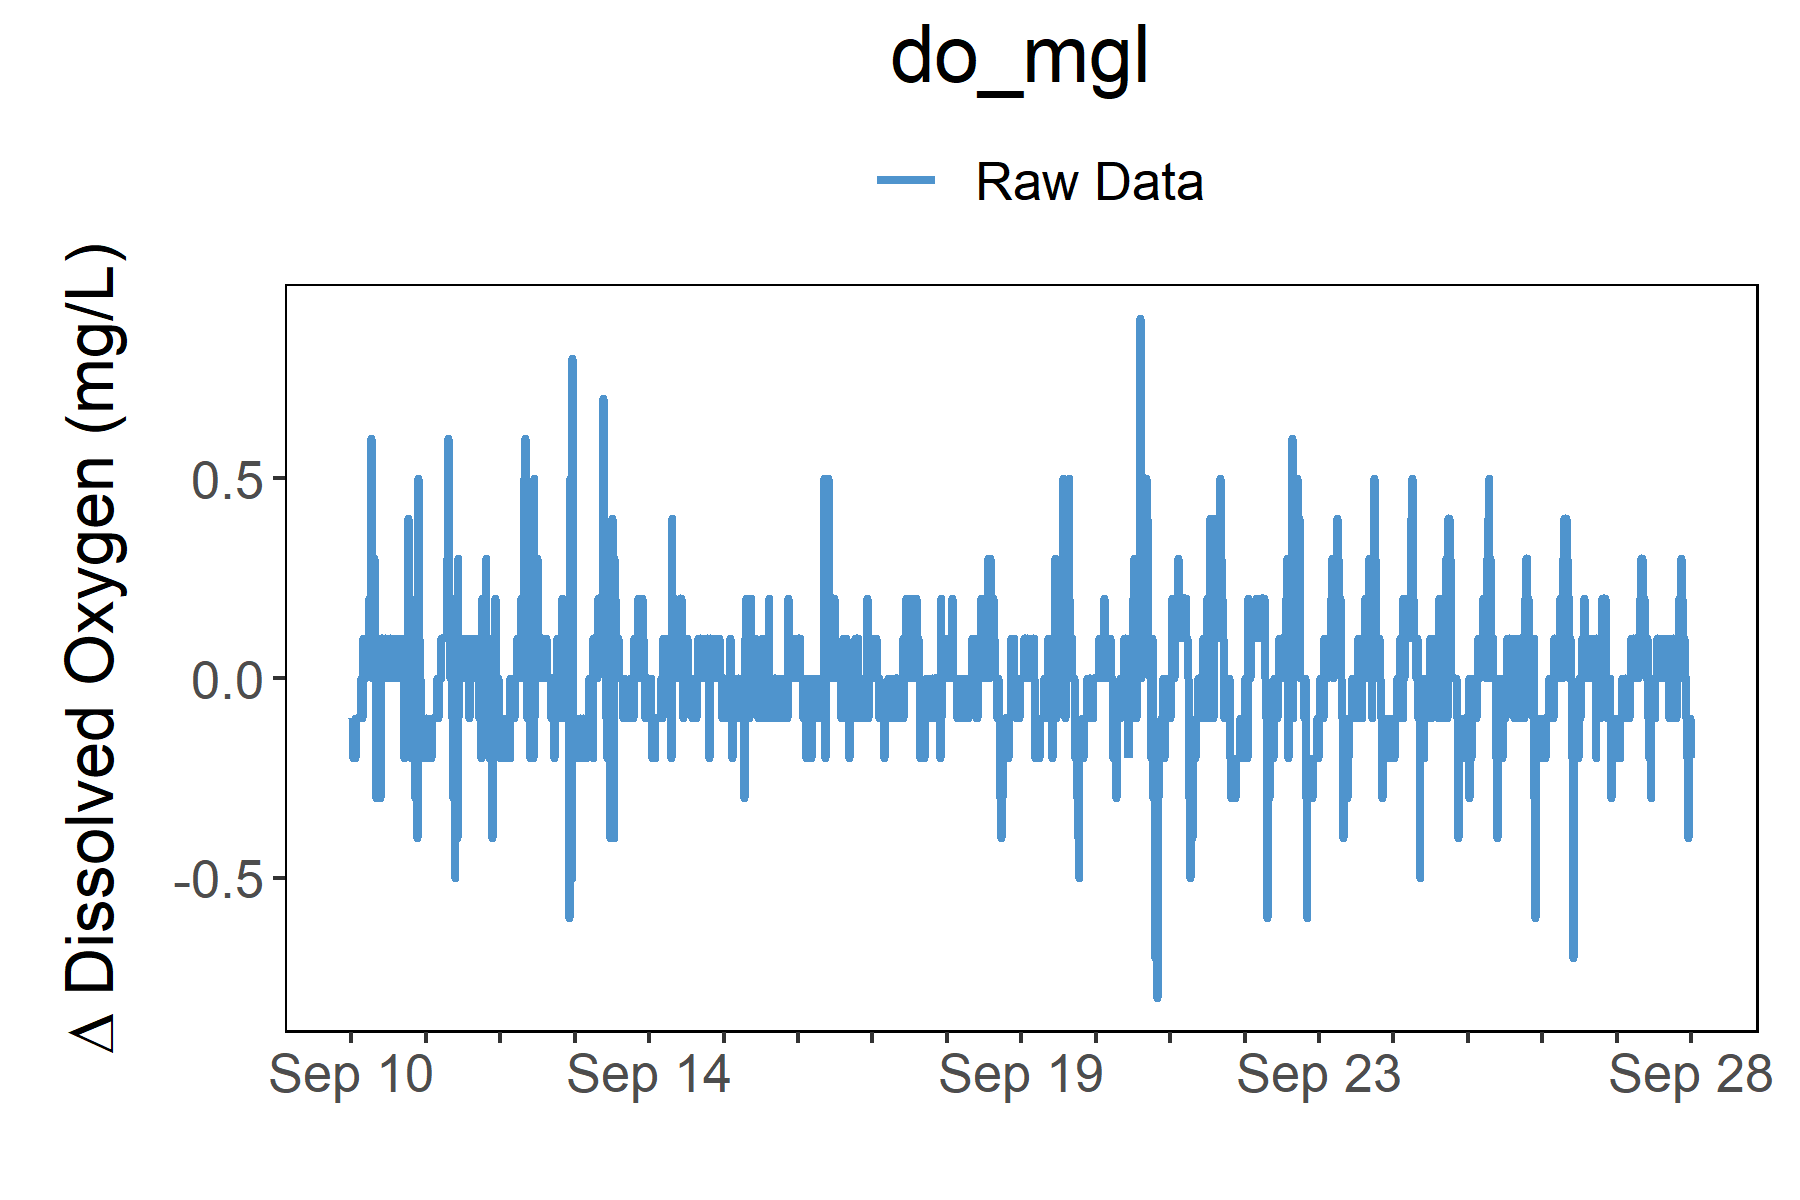 do_mgl
Raw Data
Δ Dissolved Oxygen (mg/L)
0.5
0.0
-0.5
Sep 10 Sep 14 Sep 19 Sep 23 Sep 28